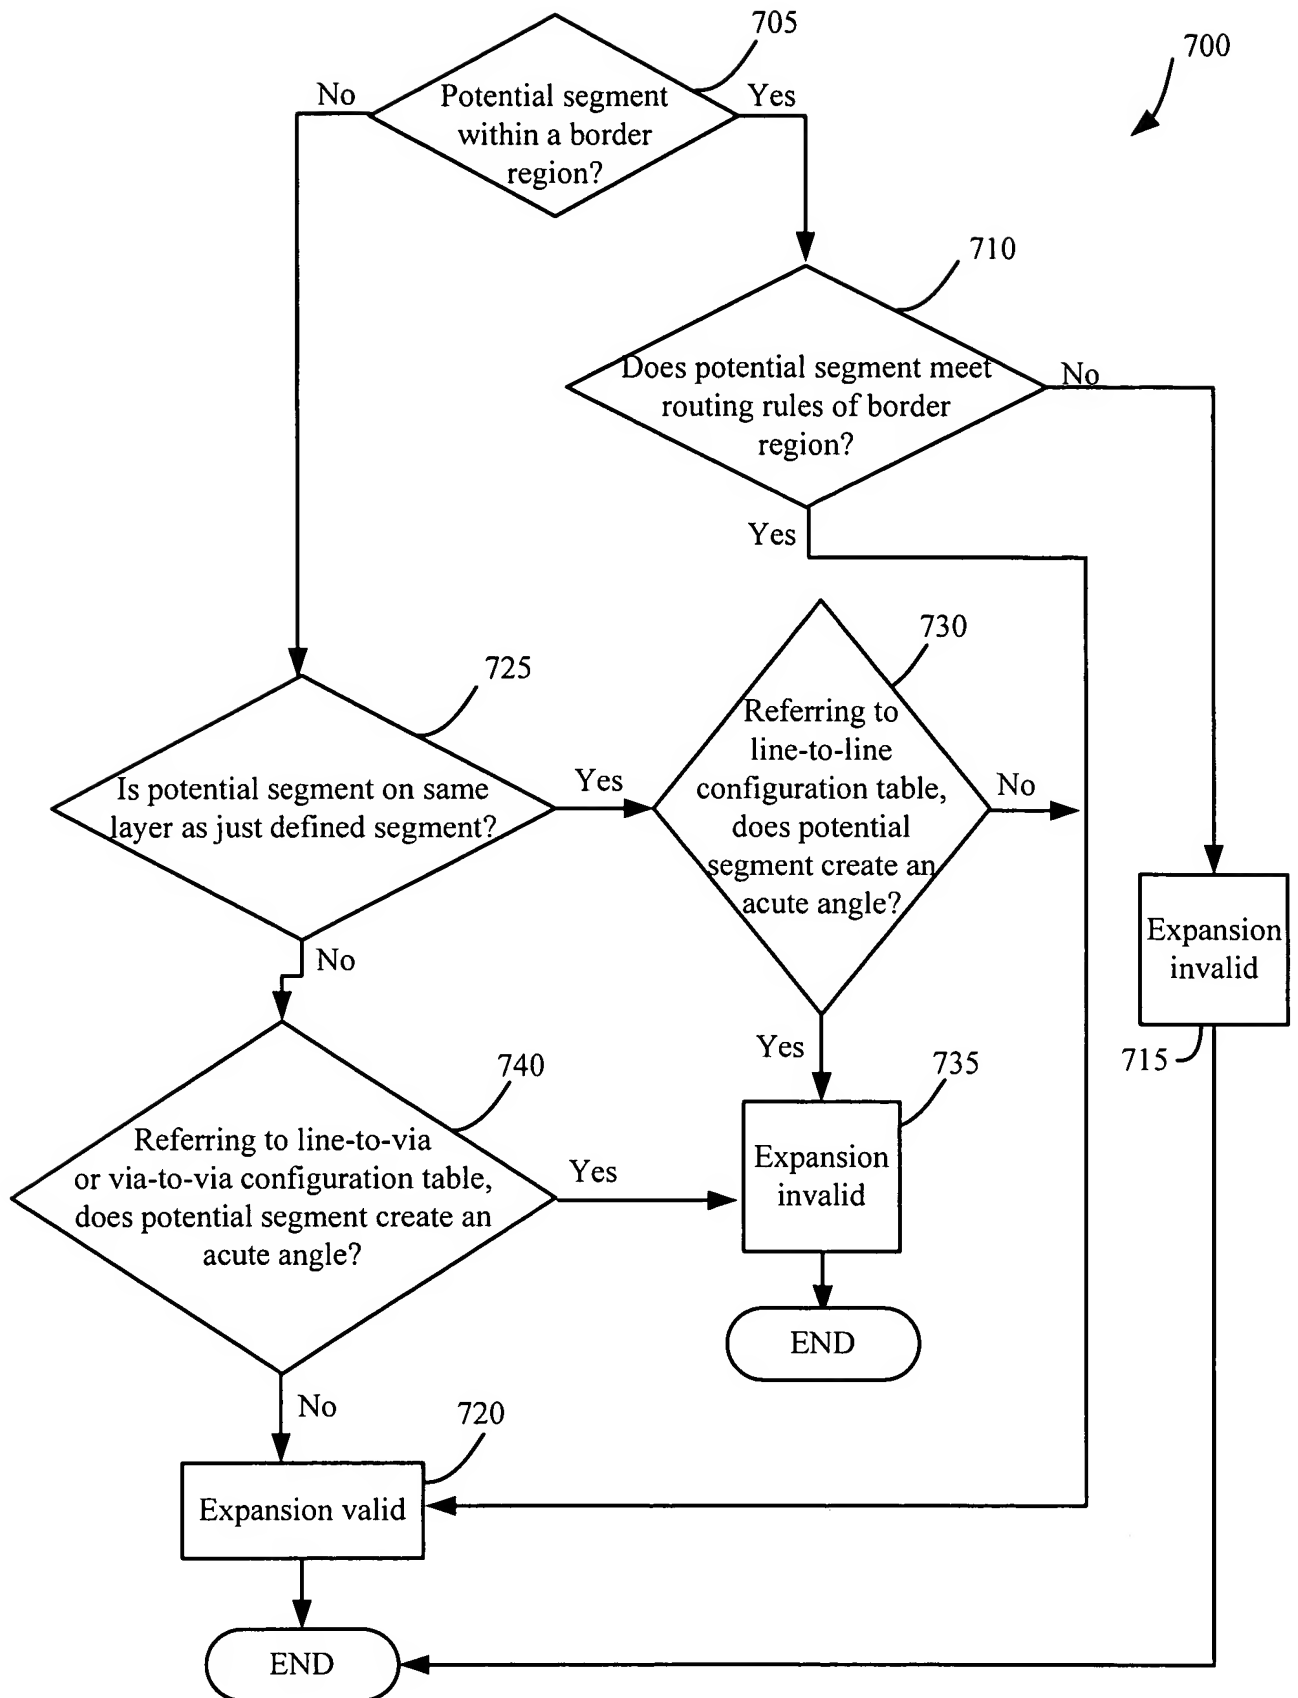 705
700
No
Yes
Potential segment
within a border
region?
710
Does potential segment meet
routing rules of border
region?
No
Yes
730
725
Referring to
line-to-line
configuration table,
does potential
segment create an
acute angle?
Is potential segment on same
layer as just defined segment?
Yes
No
Expansion
invalid
715
No
Yes
735
740
Referring to line-to-via
or via-to-via configuration table,
does potential segment create an
acute angle?
Yes
Expansion
invalid
END
No
720
Expansion valid
END